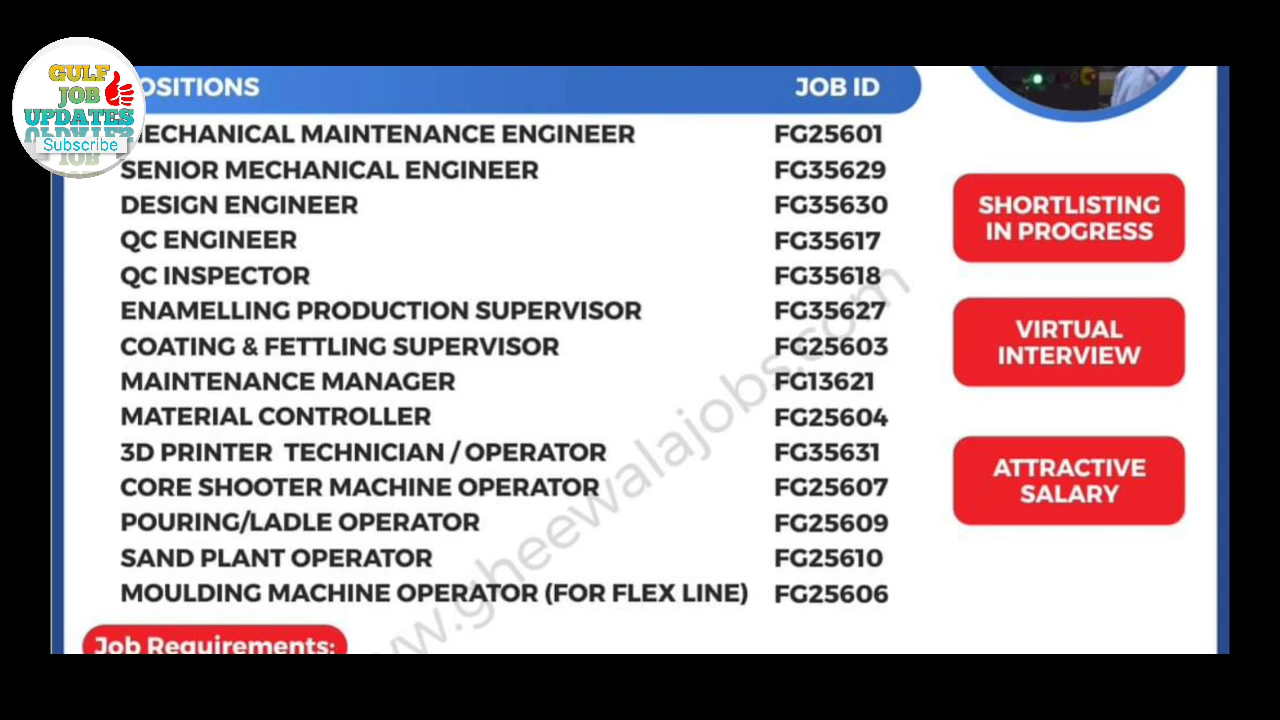 GULF
JOB
UPDATES
Subscribe
OSITIONS JOB ID
MECHANICAL MAINTENANCE ENGINEER FG25601
SENIOR MECHANICAL ENGINEER FG35629
DESIGN ENGINEER FG35630
QC ENGINEER FG35617
QC INSPECTOR FG35618
ENAMELLING PRODUCTION SUPERVISOR FG35627
COATING & FETTLING SUPERVISOR FG25603
MAINTENANCE MANAGER FG13621
MATERIAL CONTROLLER FG25604
3D PRINTER TECHNICIAN / OPERATOR FG35631
CORE SHOOTER MACHINE OPERATOR FG25607
POURING/LADLE OPERATOR FG25609
SAND PLANT OPERATOR FG25610
MOULDING MACHINE OPERATOR (FOR FLEX LINE) FG25606
Job Requirements:
SHORTLISTING
IN PROGRESS
VIRTUAL
INTERVIEW
ATTRACTIVE
SALARY
w.gheewalajobs.com